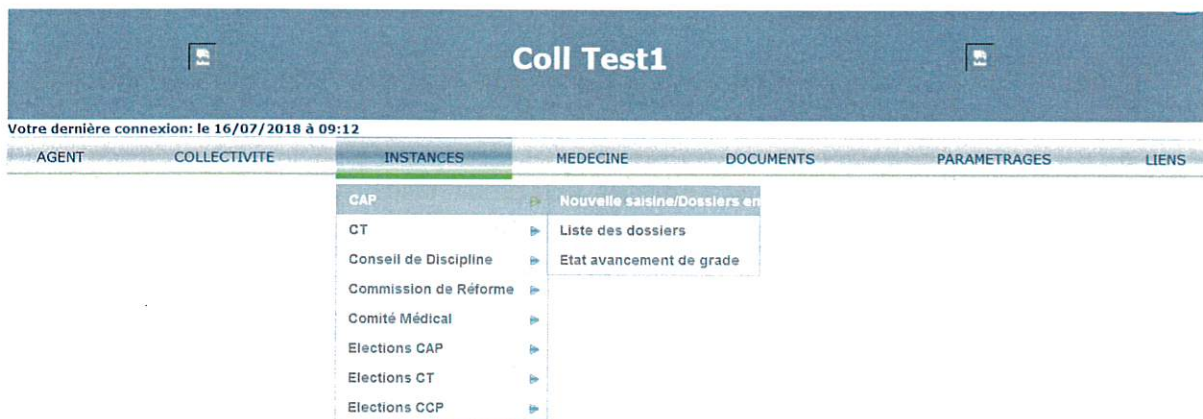 Coll Test1
Votre dernière connexion: le 16/07/2018 à 09:12
AGENT COLLECTIVITE INSTANCES MEDECINE DOCUMENTS PARAMETRAGES LIENS
CAP Nouvelle saisine/Dossiers en
CT Liste des dossiers
Conseil de Discipline Etat avancement de grade
Commission de Réforme
Comité Médical
Elections CAP
Elections CT
Elections CCP